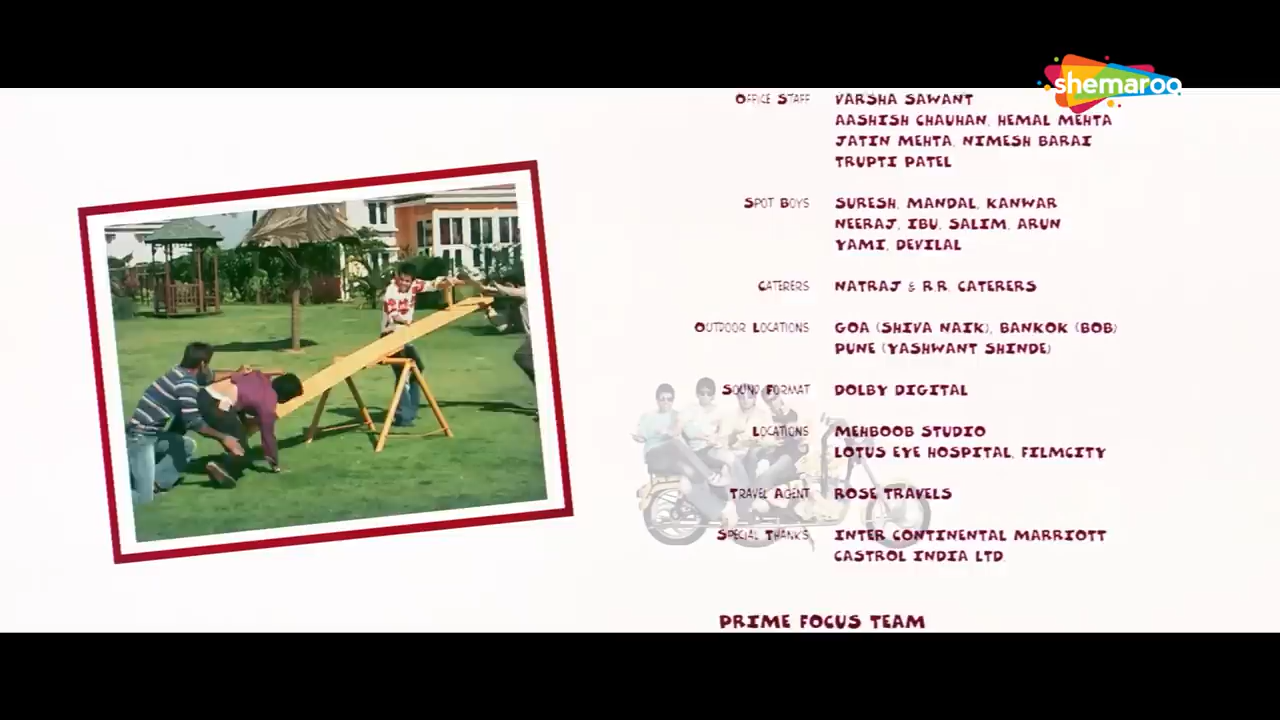 shemaroo
OFFICE STAFF VARSHA SAWANT
AASHISH CHAUHAN, HEMAL MEHTA
JATIN MEHTA, NIMESH BARAI
TRUPTI PATEL
SPOT BOYS SURESH, MANDAL, KANWAR
NEERAJ, IBU, SALIM, ARUN
YAMI, DEVILAL
CATERERS NATRAJ & R.R. CATERERS
OUTDOOR LOCATIONS GOA (SHIVA NAIK), BANKOK (BOB)
PUNE (YASHWANT SHINDE)
SOUND FORMAT DOLBY DIGITAL
LOCATIONS MEHBOOB STUDIO
LOTUS EYE HOSPITAL, FILMCITY
TRAVEL AGENT ROSE TRAVELS
SPECIAL THANKS INTER CONTINENTAL MARRIOTT
CASTROL INDIA LTD.
PRIME FOCUS TEAM